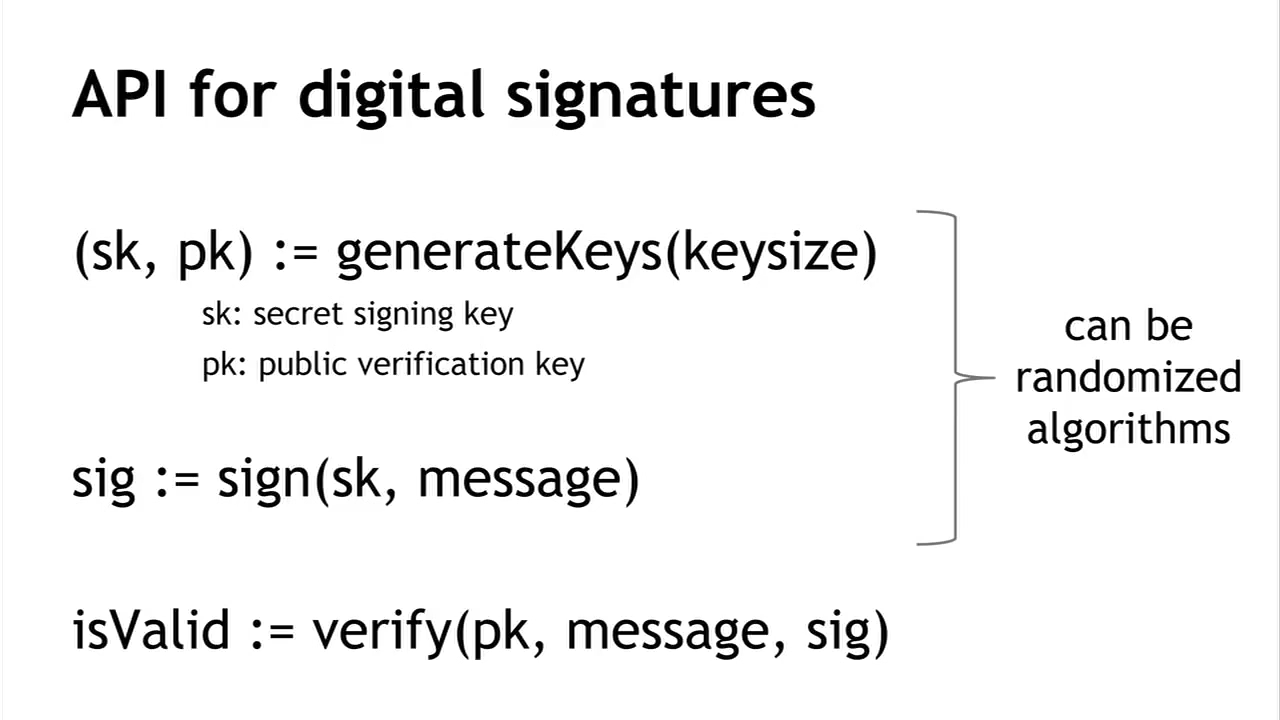 API for digital signatures
(sk, pk) := generateKeys(keysize)
sk: secret signing key
pk: public verification key
can be
randomized
algorithms
sig := sign(sk, message)
isValid := verify(pk, message, sig)